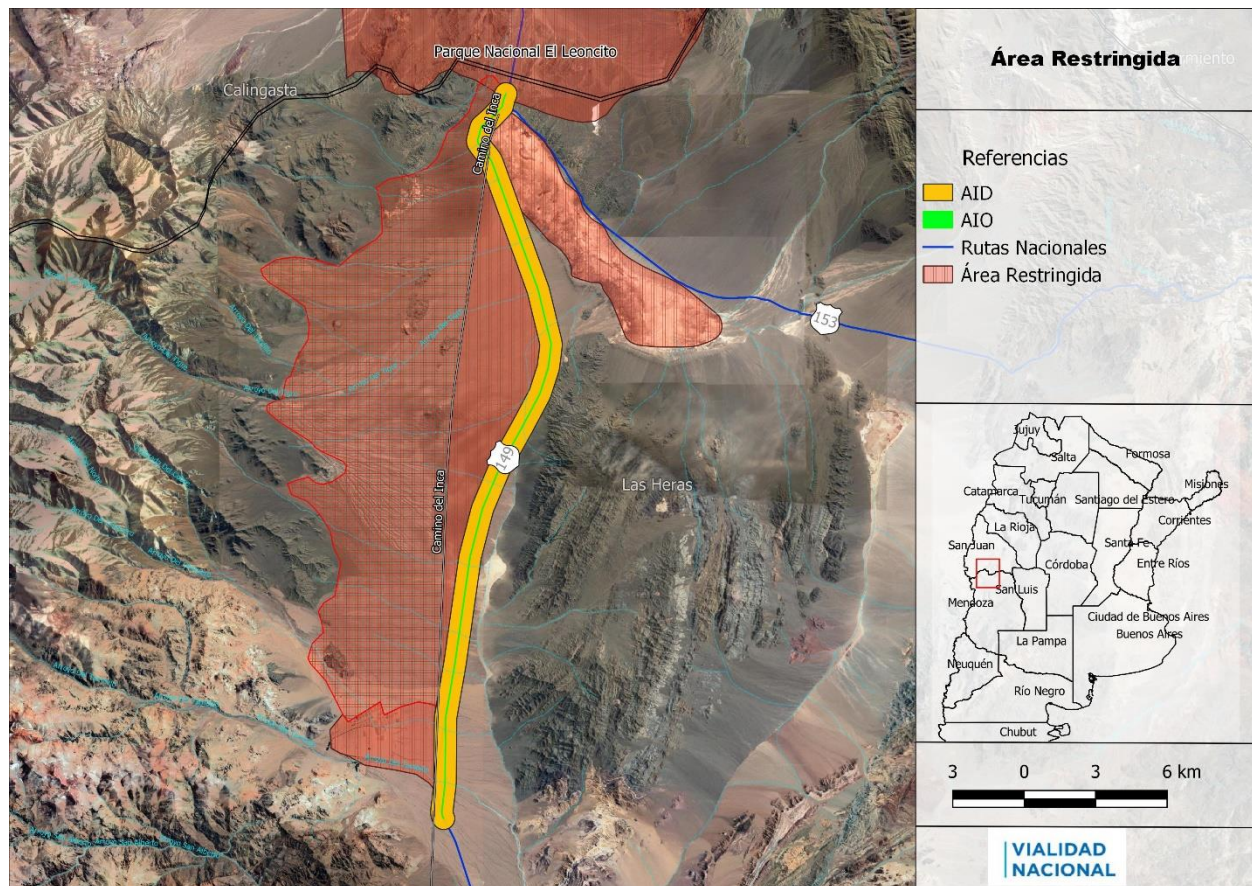 Parque Nacional El Leoncito
Calingasta
Camino del Inca
153
149
Las Heras
Camino del Inca
Área Restringida
Referencias
AID
AIO
Rutas Nacionales
Área Restringida
Jujuy
Salta
Formosa
Misiones
Catamarca
Tucumán
Santiago del Estero
Corrientes
La Rioja
Santa Fe
San Juan
Córdoba
Entre Ríos
San Luis
Mendoza
Ciudad de Buenos Aires
Buenos Aires
La Pampa
Neuquén
Río Negro
Chubut
3 0 3 6 km
VIALIDAD
NACIONAL